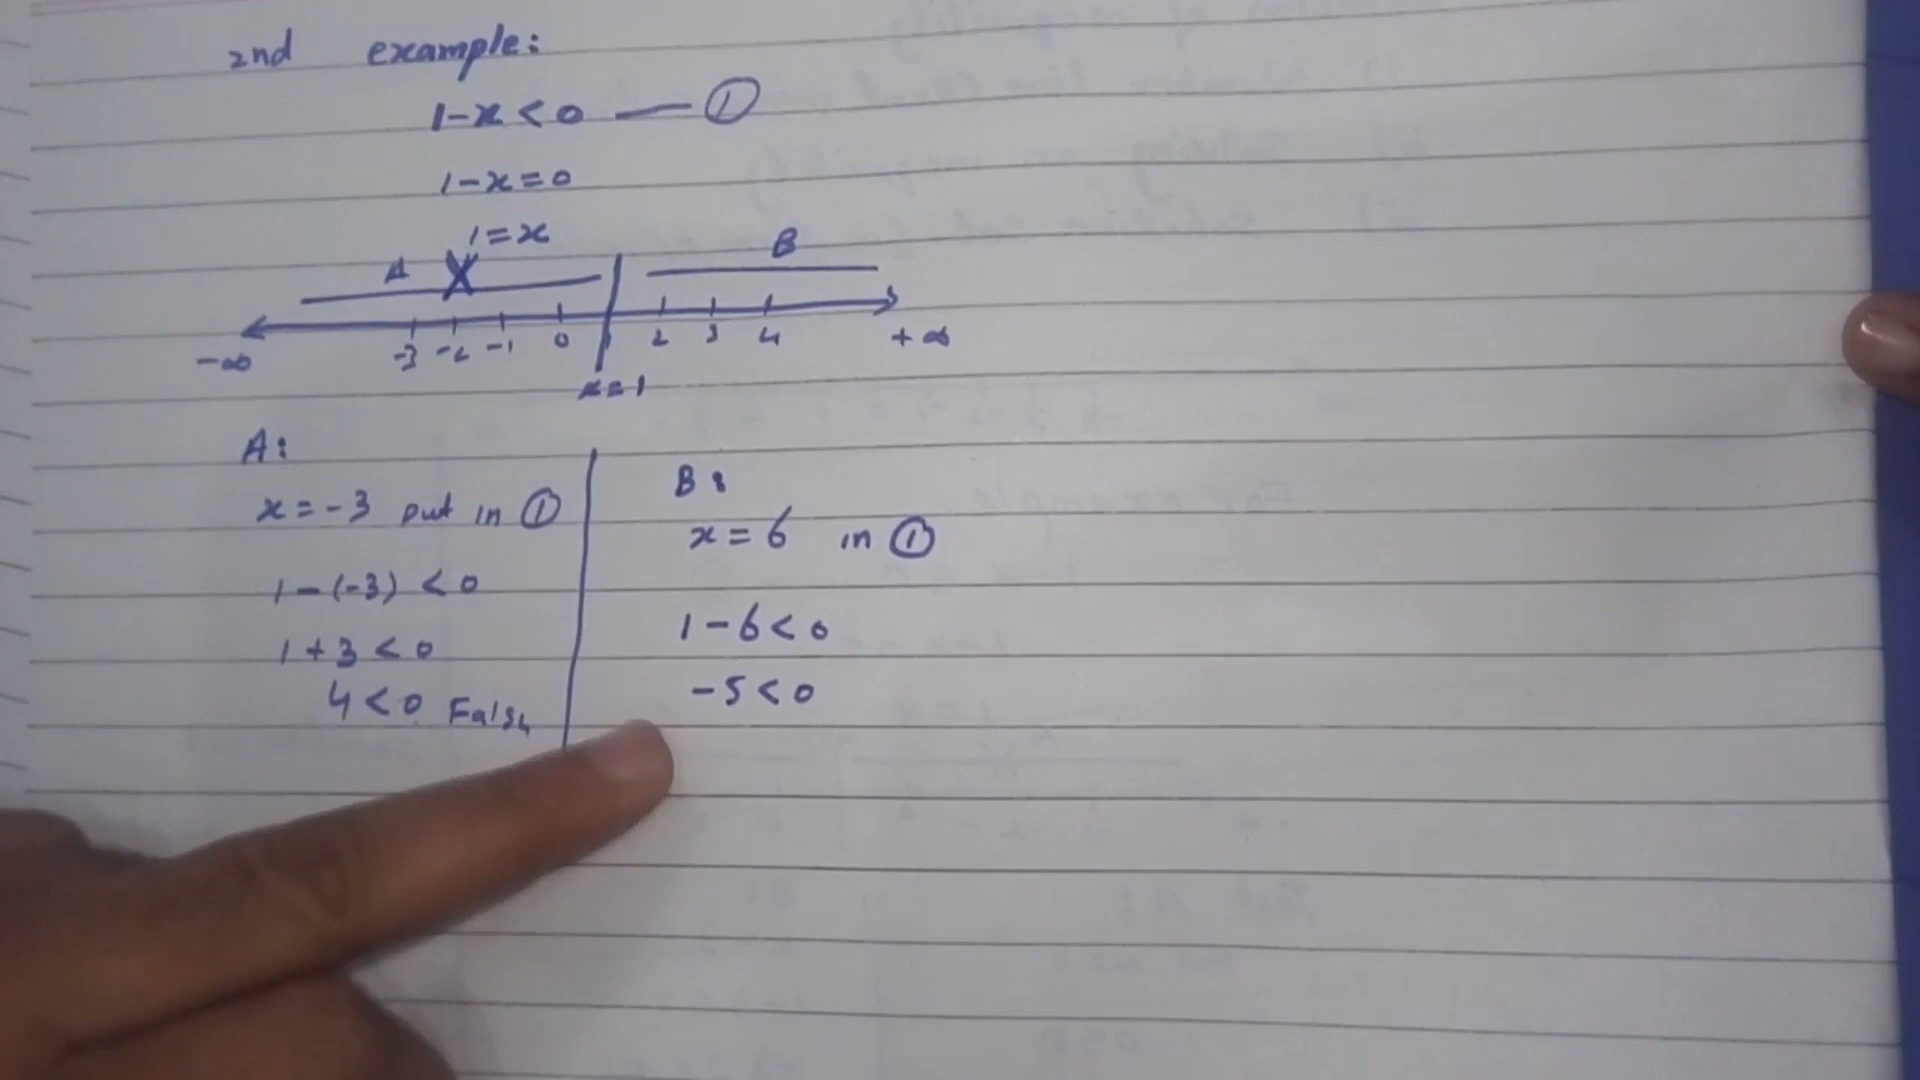 2nd example:
1-x<0 — ①
1-x=0
1=x
A X B
-3 -2 -1 0 2 3 4
-∞ +∞
x=1
A:
x=-3 put in ①
1-(-3) <0
1+3<0
4<0 False
B:
x=6 in ①
1-6<0
-5<0